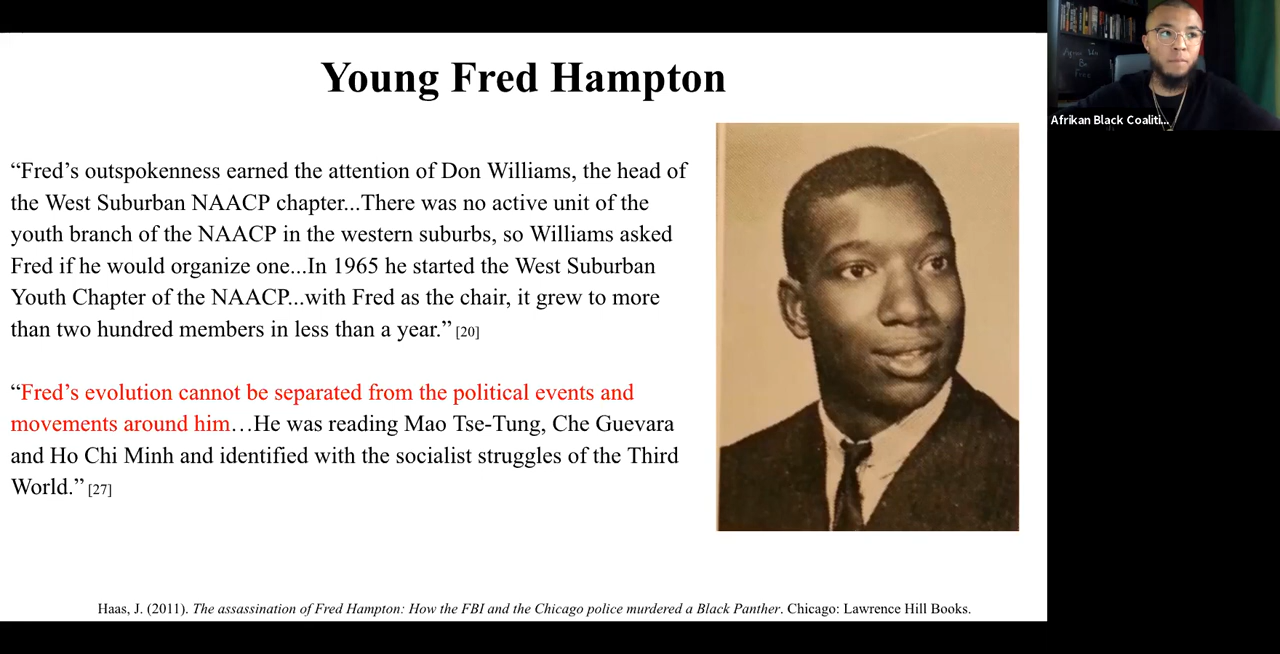 Young Fred Hampton
“Fred’s outspokenness earned the attention of Don Williams, the head of
the West Suburban NAACP chapter...There was no active unit of the
youth branch of the NAACP in the western suburbs, so Williams asked
Fred if he would organize one...In 1965 he started the West Suburban
Youth Chapter of the NAACP...with Fred as the chair, it grew to more
than two hundred members in less than a year.” [20]
“Fred’s evolution cannot be separated from the political events and
movements around him…He was reading Mao Tse-Tung, Che Guevara
and Ho Chi Minh and identified with the socialist struggles of the Third
World.” [27]
Haas, J. (2011). The assassination of Fred Hampton: How the FBI and the Chicago police murdered a Black Panther. Chicago: Lawrence Hill Books.
Be
Free
Afrikan Black Coaliti...